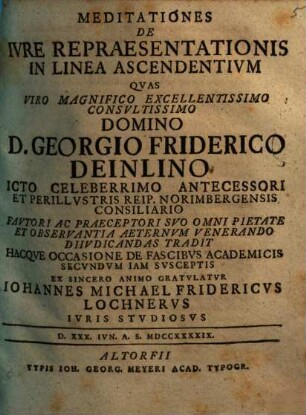 MEDITATIONES
DE
IVRE REPRAESENTATIONIS
IN LINEA ASCENDENTIVM
QVAS
VIRO MAGNIFICO EXCELLENTISSIMO
CONSVLTISSIMO
DOMINO
D. GEORGIO FRIDERICO
DEINLINO
ICTO CELEBERRIMO ANTECESSORI
ET PERILLVSTRIS REIP. NORIMBERGENSIS
CONSILIARIO
FAVTORI AC PRAECEPTORI SVO OMNI PIETATE
ET OBSERVANTIA AETERNVM VENERANDO
DIIVDICANDAS TRADIT
HACQVE OCCASIONE DE FASCIBVS ACADEMICIS
SECVNDVM IAM SVSCEPTIS
EX SINCERO ANIMO GRATVLATVR
IOHANNES MICHAEL FRIDERICVS
LOCHNERVS
IVRIS STVDIOSVS
D. XXX. IVN. A. S. MDCCXXXXIX.
ALTORFII
TYPIS IOH. GEORG. MEYERI ACAD. TYPOGR.